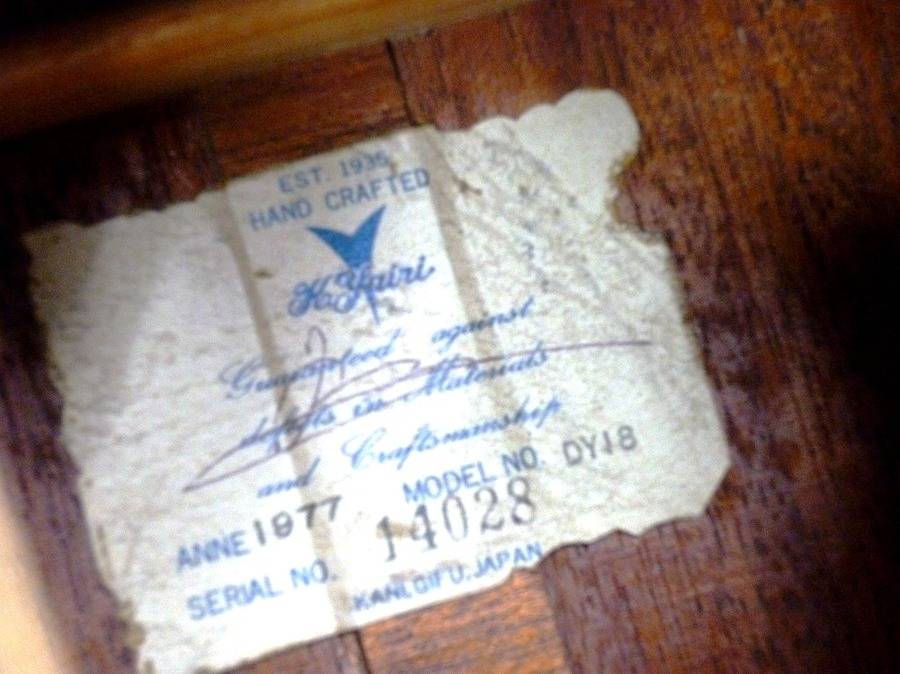 EST. 1935
HAND CRAFTED
K.Yairi
Guaranteed against
defects in Materials
and Craftsmanship
MODEL NO. DY18
ANNE 1977
SERIAL NO. 14028
KANI,GIFU,JAPAN